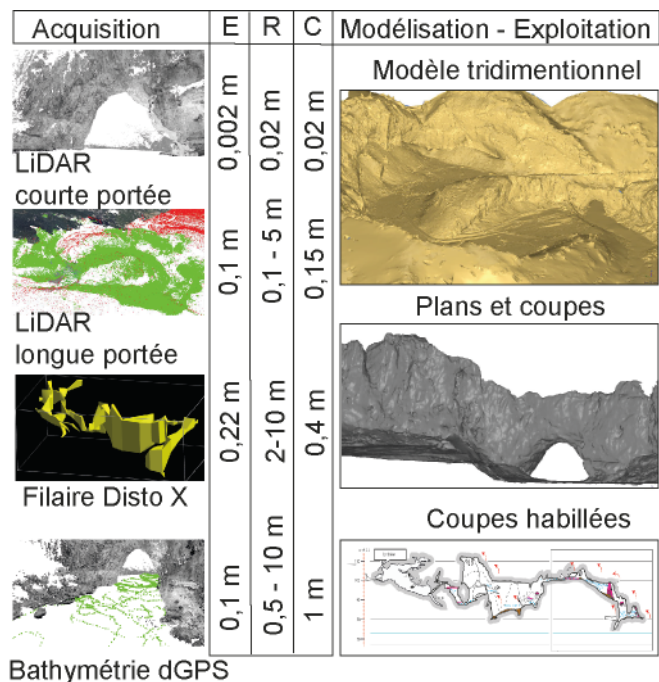 Acquisition E R C Modélisation - Exploitation
LiDAR
courte portée
0,002 m
0,02 m
0,02 m
LiDAR
longue portée
0,1 m
0,1 - 5 m
0,15 m
Filaire Disto X
0,22 m
2-10 m
0,4 m
Bathymétrie dGPS
0,1 m
0,5 - 10 m
1 m
Modèle tridimentionnel
Plans et coupes
Coupes habillées